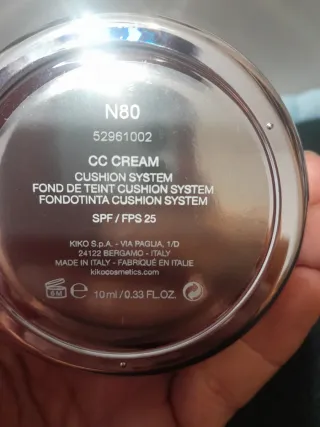 N80
52961002
CC CREAM
CUSHION SYSTEM
FOND DE TEINT CUSHION SYSTEM
FONDOTINTA CUSHION SYSTEM
SPF / FPS 25
KIKO S.p.A. - VIA PAGLIA, 1/D
24122 BERGAMO - ITALY
MADE IN ITALY - FABRIQUÉ EN ITALIE
kikocosmetics.com
6M ℮ 10 ml / 0.33 FL.OZ.